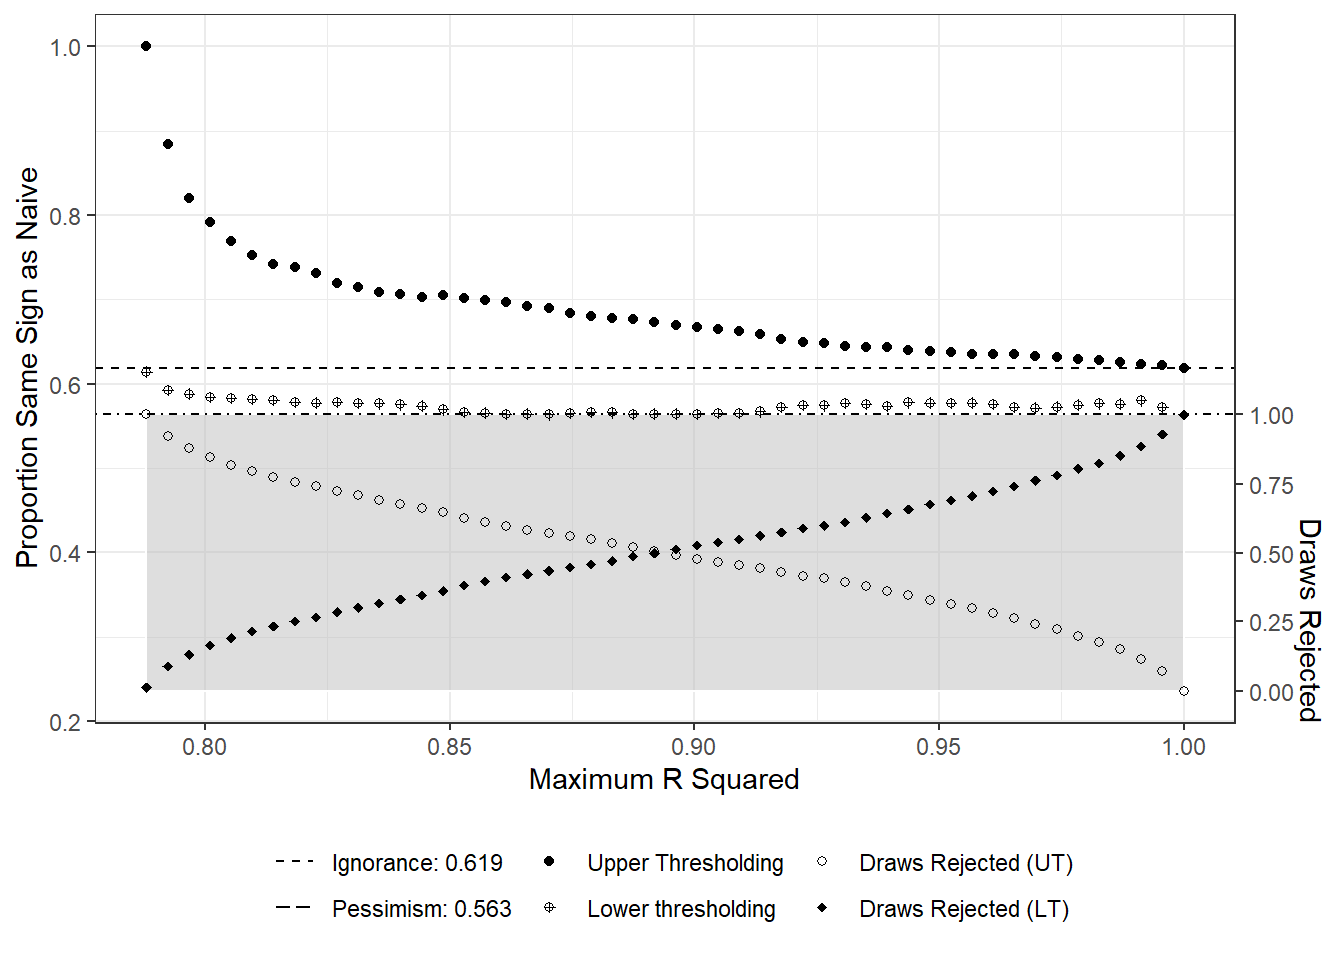 1.0
0.8
0.6
0.4
0.2
Proportion Same Sign as Naive
1.00
0.75
0.50
0.25
0.00
Draws Rejected
0.80 0.85 0.90 0.95 1.00
Maximum R Squared
Ignorance: 0.619 Upper Thresholding Draws Rejected (UT)
Pessimism: 0.563 Lower thresholding Draws Rejected (LT)